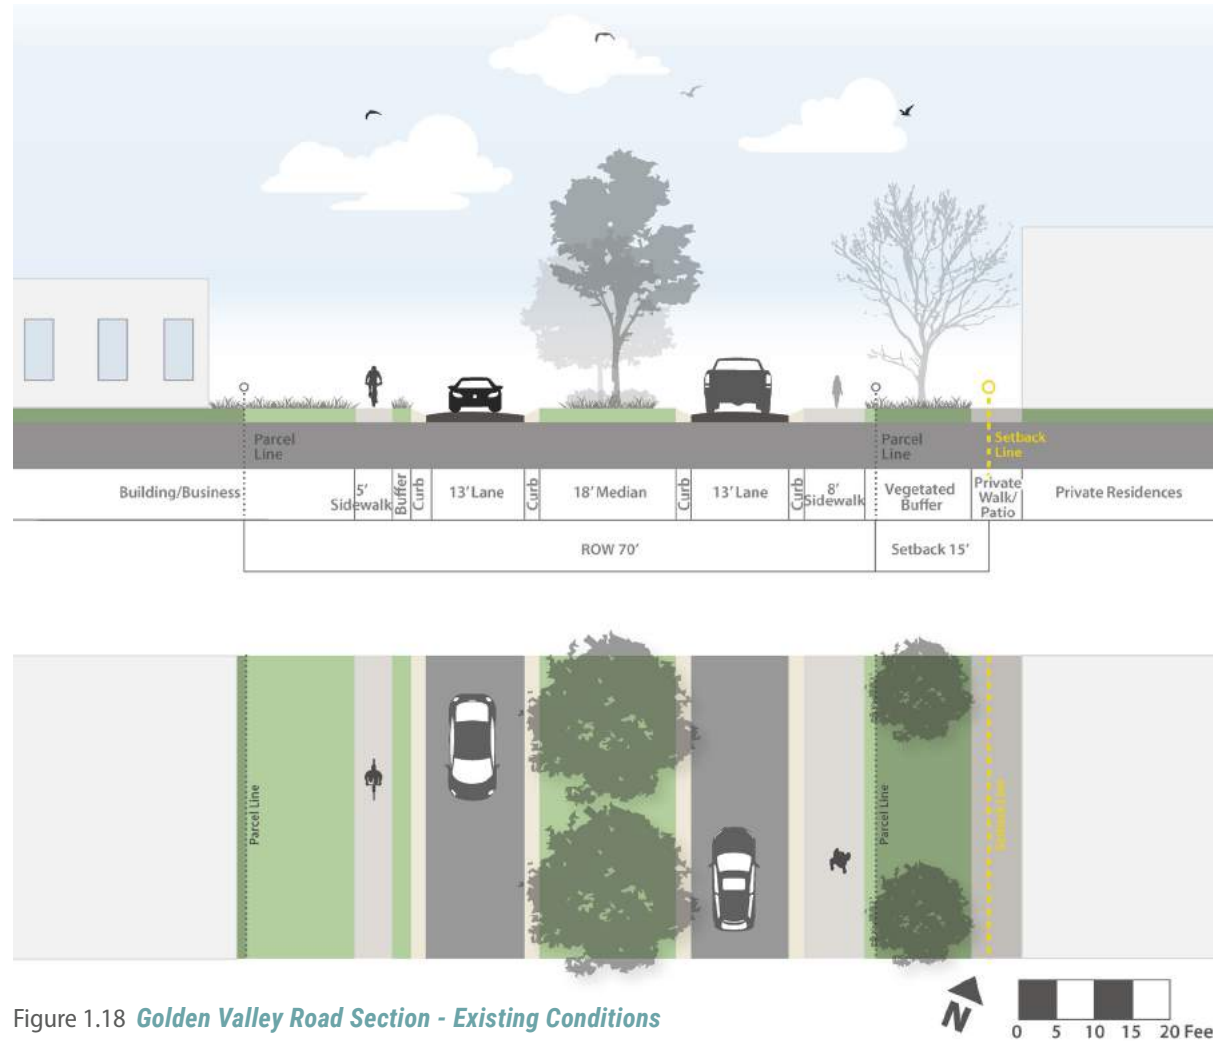 Parcel
Line
Parcel
Line
Setback
Line
Building/Business
5'
Sidewalk
Buffer
Curb
13' Lane
Curb
18' Median
Curb
13' Lane
Curb
8'
Sidewalk
Vegetated
Buffer
Private
Walk/
Patio
Private Residences
ROW 70'
Setback 15'
Parcel Line
Parcel Line
Setback Line
N
0 5 10 15 20 Fee
Figure 1.18 Golden Valley Road Section - Existing Conditions